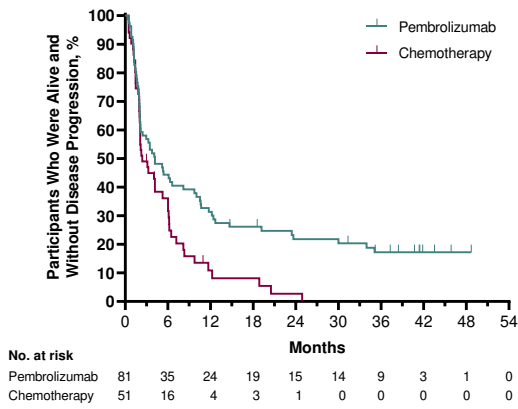 Participants Who Were Alive and
Without Disease Progression, %
100
90
80
70
60
50
40
30
20
10
0
Pembrolizumab
Chemotherapy
0 6 12 18 24 30 36 42 48 54
Months
No. at risk
Pembrolizumab 81 35 24 19 15 14 9 3 1 0
Chemotherapy 51 16 4 3 1 0 0 0 0 0